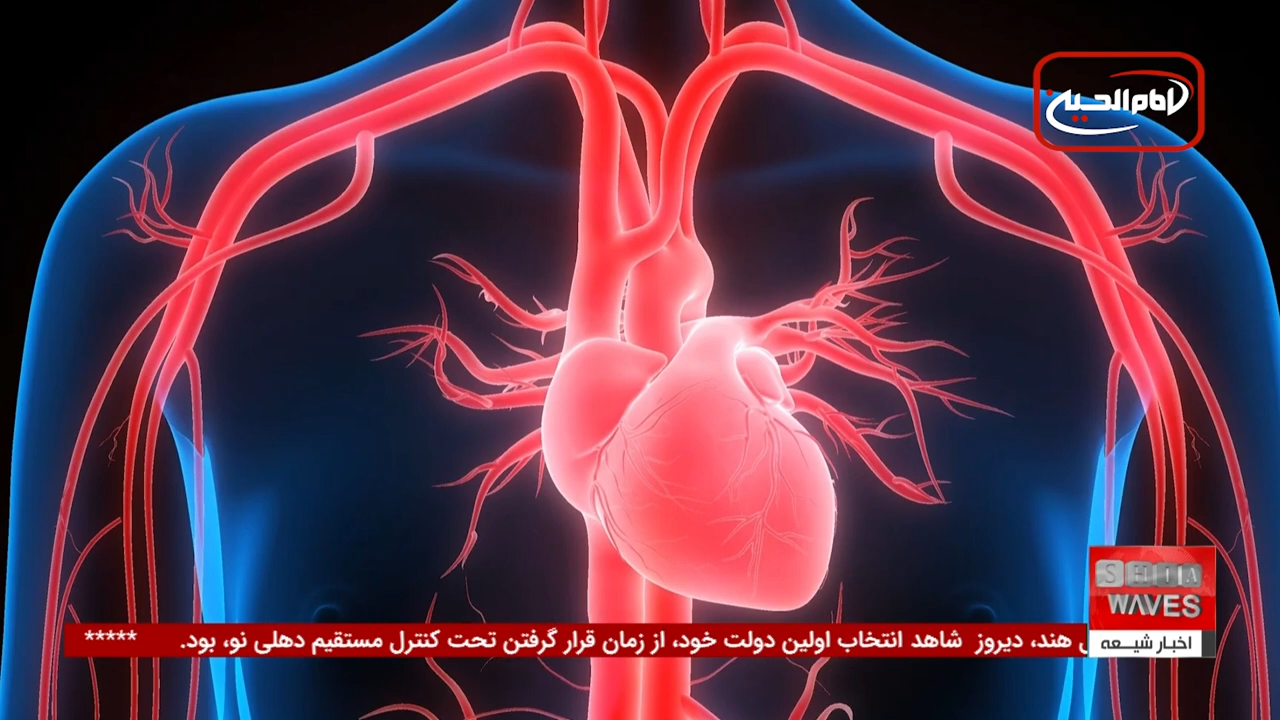 امام الحسین
SHIA
WAVES
اخبار شیعه
هند، دیروز شاهد انتخاب اولین دولت خود، از زمان قرار گرفتن تحت کنترل مستقیم دهلی نو، بود. *****